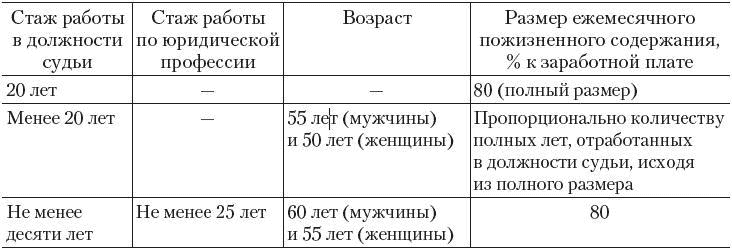 Стаж работы
в должности
судьи
Стаж работы
по юридической
профессии
Возраст
Размер ежемесячного
пожизненного содержания,
% к заработной плате
20 лет
—
—
80 (полный размер)
Менее 20 лет
—
55 лет (мужчины)
и 50 лет (женщины)
Пропорционально количеству
полных лет, отработанных
в должности судьи, исходя
из полного размера
Не менее
десяти лет
Не менее 25 лет
60 лет (мужчины)
и 55 лет (женщины)
80